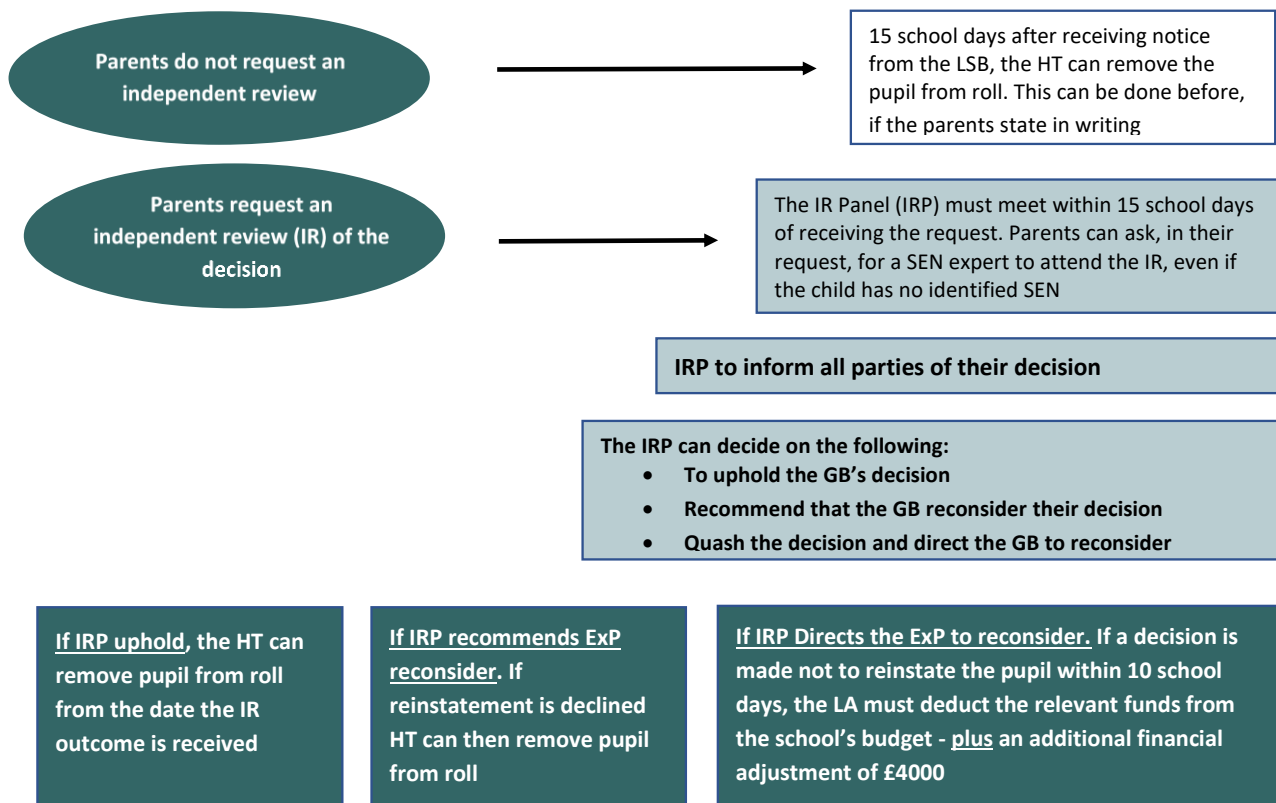 Parents do not request an
independent review
15 school days after receiving notice
from the LSB, the HT can remove the
pupil from roll. This can be done before,
if the parents state in writing
Parents request an
independent review (IR) of the
decision
The IR Panel (IRP) must meet within 15 school days
of receiving the request. Parents can ask, in their
request, for a SEN expert to attend the IR, even if
the child has no identified SEN
IRP to inform all parties of their decision
The IRP can decide on the following:
• To uphold the GB’s decision
• Recommend that the GB reconsider their decision
• Quash the decision and direct the GB to reconsider
If IRP uphold, the HT can
remove pupil from roll
from the date the IR
outcome is received
If IRP recommends ExP
reconsider. If
reinstatement is declined
HT can then remove pupil
from roll
If IRP Directs the ExP to reconsider. If a decision is
made not to reinstate the pupil within 10 school
days, the LA must deduct the relevant funds from
the school’s budget - plus an additional financial
adjustment of £4000